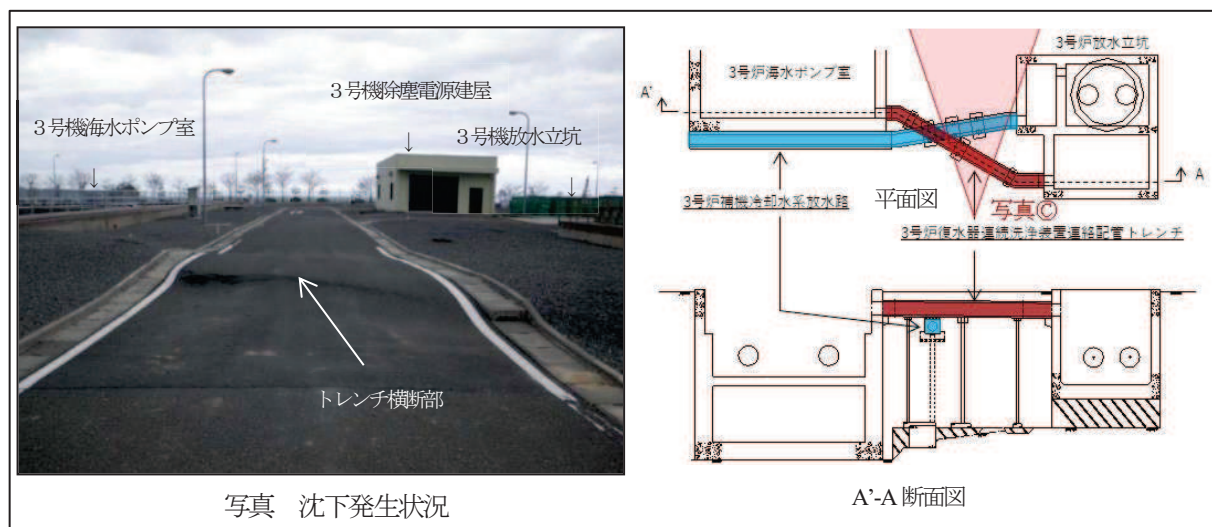 3号機除塵電源建屋
3号機海水ポンプ室
3号機放水立坑
トレンチ横断部
写真 沈下発生状況
3号炉海水ポンプ室
3号炉放水立坑
A'
A
平面図
写真Ⓒ
3号炉補機冷却水系放水路
3号炉復水器連続洗浄装置連絡配管トレンチ
A'-A 断面図